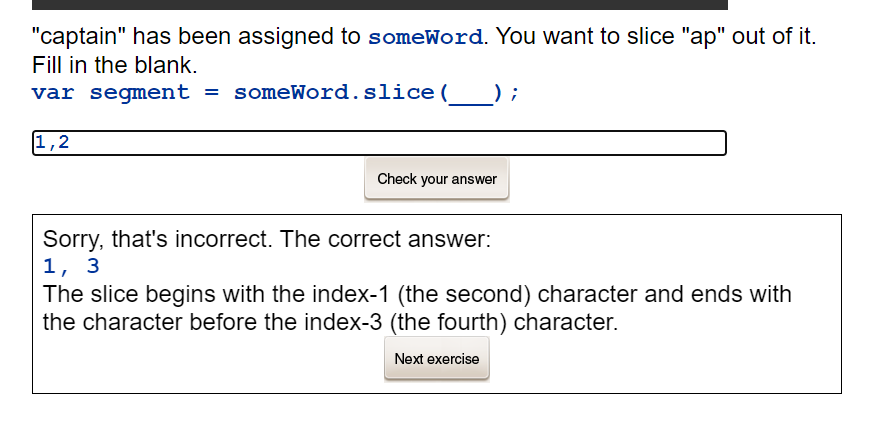 "captain" has been assigned to someWord. You want to slice "ap" out of it.
Fill in the blank.
var segment = someWord.slice(___);
1,2
Check your answer
Sorry, that's incorrect. The correct answer:
1, 3
The slice begins with the index-1 (the second) character and ends with
the character before the index-3 (the fourth) character.
Next exercise